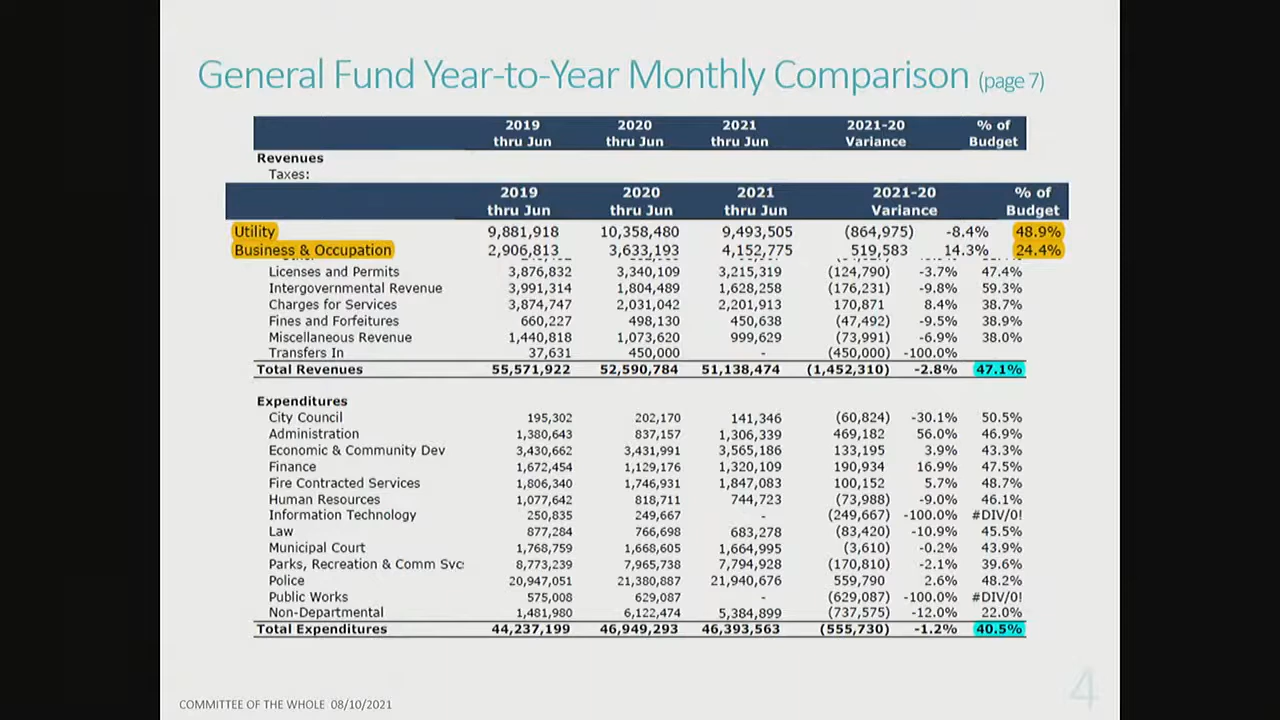 General Fund Year-to-Year Monthly Comparison (page 7)
2019 2020 2021 2021-20 % of
thru Jun thru Jun thru Jun Variance Budget
Revenues
Taxes:
2019 2020 2021 2021-20 % of
thru Jun thru Jun thru Jun Variance Budget
Utility 9,881,918 10,358,480 9,493,505 (864,975) -8.4% 48.9%
Business & Occupation 2,906,813 3,633,193 4,152,775 519,583 14.3% 24.4%
Licenses and Permits 3,876,832 3,340,109 3,215,319 (124,790) -3.7% 47.4%
Intergovernmental Revenue 3,991,314 1,804,489 1,628,258 (176,231) -9.8% 59.3%
Charges for Services 3,874,747 2,031,042 2,201,913 170,871 8.4% 38.7%
Fines and Forfeitures 660,227 498,130 450,638 (47,492) -9.5% 38.9%
Miscellaneous Revenue 1,440,818 1,073,620 999,629 (73,991) -6.9% 38.0%
Transfers In 37,631 450,000 - (450,000) -100.0%
Total Revenues 55,571,922 52,590,784 51,138,474 (1,452,310) -2.8% 47.1%
Expenditures
City Council 195,302 202,170 141,346 (60,824) -30.1% 50.5%
Administration 1,380,643 837,157 1,306,339 469,182 56.0% 46.9%
Economic & Community Dev 3,430,662 3,431,991 3,565,186 133,195 3.9% 43.3%
Finance 1,672,454 1,129,176 1,320,109 190,934 16.9% 47.5%
Fire Contracted Services 1,806,340 1,746,931 1,847,083 100,152 5.7% 48.7%
Human Resources 1,077,642 818,711 744,723 (73,988) -9.0% 46.1%
Information Technology 250,835 249,667 - (249,667) -100.0% #DIV/0!
Law 877,284 766,698 683,278 (83,420) -10.9% 45.5%
Municipal Court 1,768,759 1,668,605 1,664,995 (3,610) -0.2% 43.9%
Parks, Recreation & Comm Svc 8,773,239 7,965,738 7,794,928 (170,810) -2.1% 39.6%
Police 20,947,051 21,380,887 21,940,676 559,790 2.6% 48.2%
Public Works 575,008 629,087 - (629,087) -100.0% #DIV/0!
Non-Departmental 1,481,980 6,122,474 5,384,899 (737,575) -12.0% 22.0%
Total Expenditures 44,237,199 46,949,293 46,393,563 (555,730) -1.2% 40.5%
COMMITTEE OF THE WHOLE 08/10/2021
4